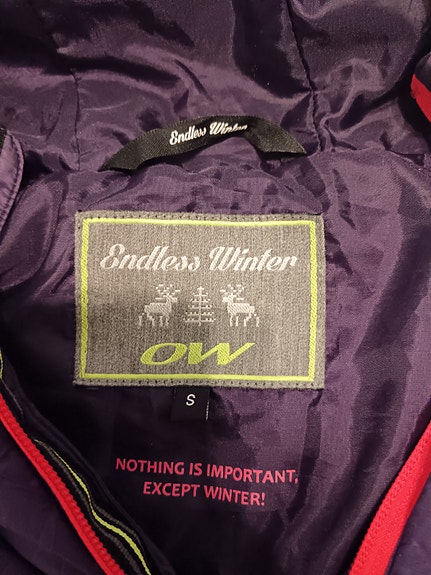 Endless Winter
Endless Winter
OW
S
NOTHING IS IMPORTANT,
EXCEPT WINTER!